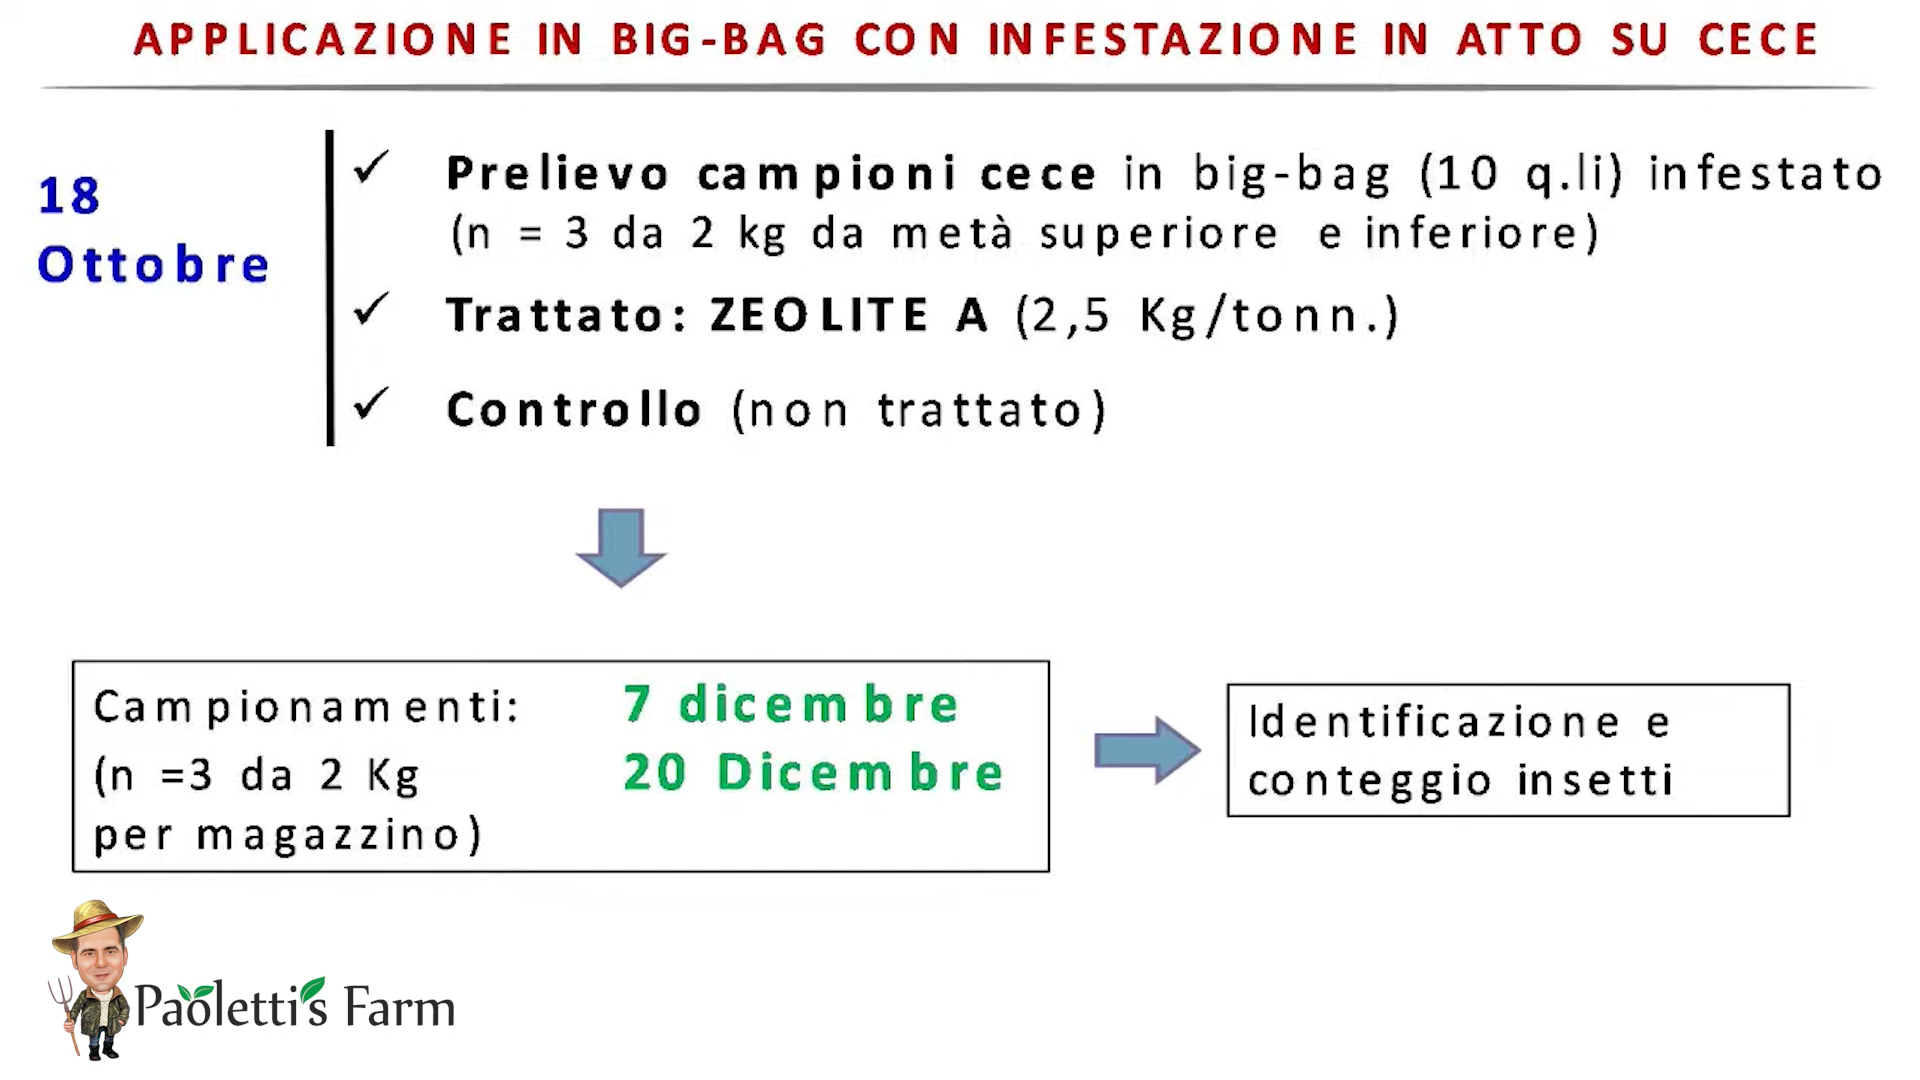 APPLICAZIONE IN BIG-BAG CON INFESTAZIONE IN ATTO SU CECE
18
Ottobre
✓ Prelievo campioni cece in big-bag (10 q.li) infestato
(n = 3 da 2 kg da metà superiore e inferiore)
✓ Trattato: ZEOLITE A (2,5 Kg/tonn.)
✓ Controllo (non trattato)
Campionamenti: 7 dicembre
(n =3 da 2 Kg 20 Dicembre
per magazzino)
Identificazione e
conteggio insetti
Paoletti's Farm